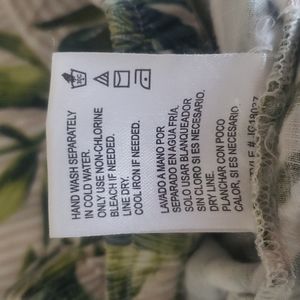 HAND WASH SEPARATELY
IN COLD WATER.
ONLY USE NON-CHLORINE
BLEACH IF NEEDED.
LINE DRY.
COOL IRON IF NEEDED.
LAVADO A MANO POR
SEPARADO EN AGUA FRÍA.
SOLO USAR BLANQUEADOR
SIN CLORO SI ES NECESARIO.
DRY LINE.
PLANCHAR CON POCO
CALOR, SI ES NECESARIO.